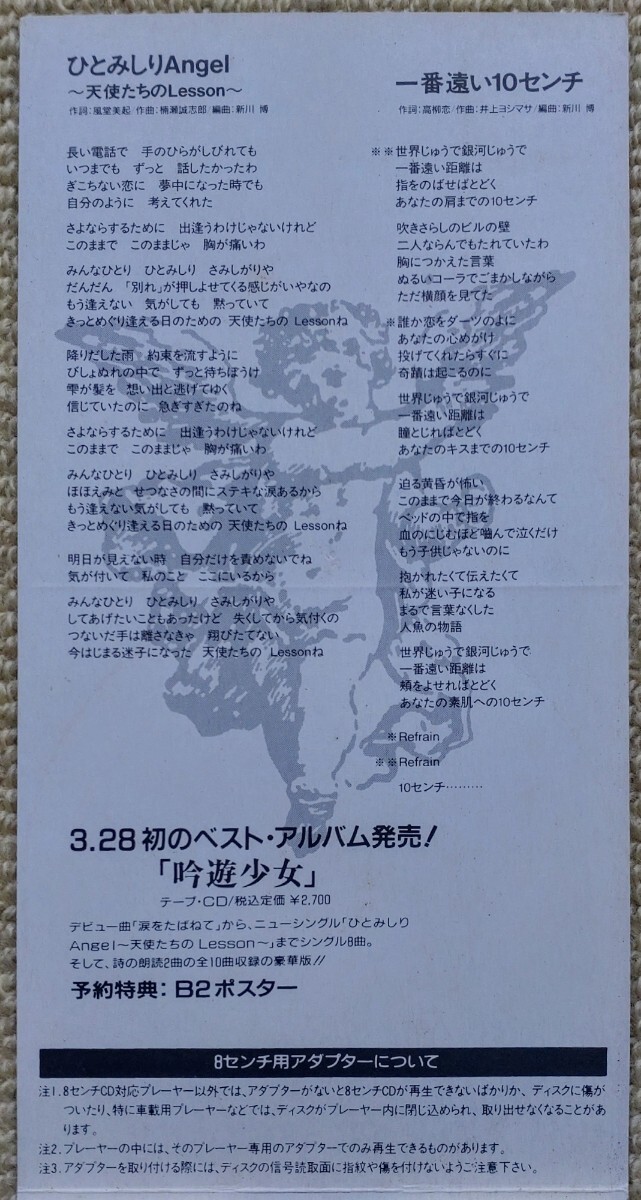 ひとみしりAngel
〜天使たちのLesson〜
作詞:風堂美起/作曲:楠瀬誠志郎/編曲:新川 博
長い電話で　手のひらがしびれても
いつまでも　ずっと　話したかったわ
ぎこちない恋に　夢中になった時でも
自分のように　考えてくれた
さよならするために　出逢うわけじゃないけれど
このままで　このままじゃ　胸が痛いわ
みんなひとり　ひとみしり　さみしがりや
だんだん　「別れ」が押しよせてくる感じがいやなの
もう逢えない　気がしても　黙っていて
きっとめぐり逢える日のための　天使たちの Lessonね
降りだした雨　約束を流すように
びしょぬれの中で　ずっと待ちぼうけ
雫が髪を　想い出と逃げてゆく
信じていたのに　急ぎすぎたのね
さよならするために　出逢うわけじゃないけれど
このままで　このままじゃ　胸が痛いわ
みんなひとり　ひとみしり　さみしがりや
ほほえみと　せつなさの間にステキな涙あるから
もう逢えない気がしても　黙っていて
きっとめぐり逢える日のための 天使たちの Lessonね
明日が見えない時　自分だけを責めないでね
気が付いて　私のこと　ここにいるから
みんなひとり　ひとみしり　さみしがりや
してあげたいこともあったけど　失くしてから気付くの
つないだ手は離さなきゃ　翔びたてない
今はじまる迷子になった　天使たちの　Lessonね
一番遠い10センチ
作詞:高柳恋/作曲:井上ヨシマサ/編曲:新川 博
※※世界じゅうで銀河じゅうで
一番遠い距離は
指をのばせばとどく
あなたの肩までの10センチ
吹きさらしのビルの壁
二人ならんでもたれていたわ
胸につかえた言葉
ぬるいコーラでごまかしながら
ただ横顔を見てた
※誰か恋をダーツのよに
あなたの心めがけ
投げてくれたらすぐに
奇蹟は起こるのに
世界じゅうで銀河じゅうで
一番遠い距離は
瞳とじればとどく
あなたのキスまでの10センチ
迫る黄昏が怖い
このままで今日が終わるなんて
ベッドの中で指を
血のにじむほど嚙んで泣くだけ
もう子供じゃないのに
抱かれたくて伝えたくて
私が迷い子になる
まるで言葉なくした
人魚の物語
世界じゅうで銀河じゅうで
一番遠い距離は
頬をよせればとどく
あなたの素肌への10センチ
※Refrain
※※Refrain
10センチ………
3.28 初のベスト・アルバム発売!
「吟遊少女」
テープ・CD/税込定価 ¥2,700
デビュー曲「涙をたばねて」から、ニューシングル「ひとみしり
Angel〜天使たちの Lesson〜」までシングル8曲。
そして、詩の朗読2曲の全10曲収録の豪華版!!
予約特典: B2ポスター
8センチ用アダプターについて
注1.8センチCD対応プレーヤー以外では、アダプターがないと8センチCDが再生できないばかりか、ディスクに傷が
ついたり、特に車載用プレーヤーなどでは、ディスクがプレーヤー内に閉じ込められ、取り出せなくなることがあ
ります。
注2.プレーヤーの中には、そのプレーヤー専用のアダプターでのみ再生できるものがあります。
注3.アダプターを取り付ける際には、ディスクの信号読取面に指紋や傷を付けないようご注意下さい。